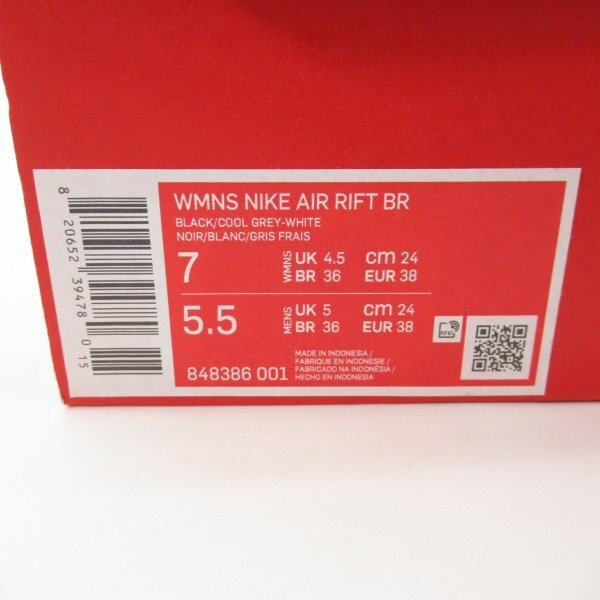 WMNS NIKE AIR RIFT BR
BLACK/COOL GREY-WHITE
NOIR/BLANC/GRIS FRAIS
7 WMNS UK 4.5 cm 24
BR 36 EUR 38
5.5 MENS UK 5 cm 24
BR 36 EUR 38
848386 001
MADE IN INDONESIA /
FABRIQUE EN INDONESIE /
FABRICADO NA INDONÉSIA /
HECHO EN INDONESIA
RFID
8 20652 39478 0 15